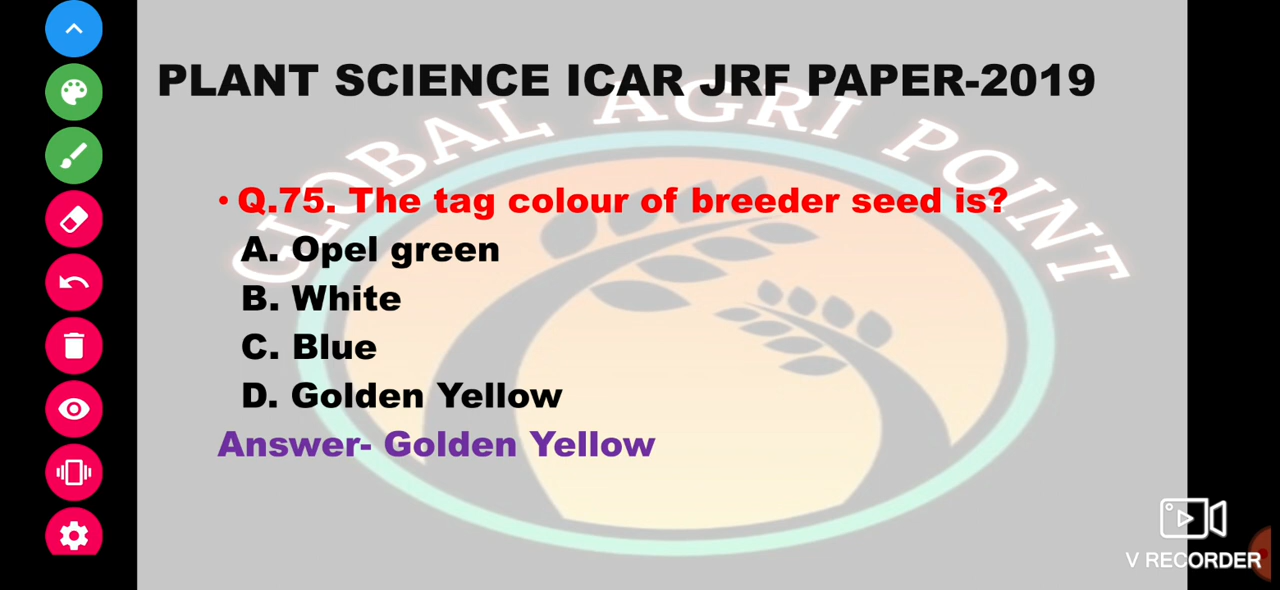 PLANT SCIENCE ICAR JRF PAPER-2019
GLOBAL AGRI POINT
• Q.75. The tag colour of breeder seed is?
A. Opel green
B. White
C. Blue
D. Golden Yellow
Answer- Golden Yellow
V RECORDER